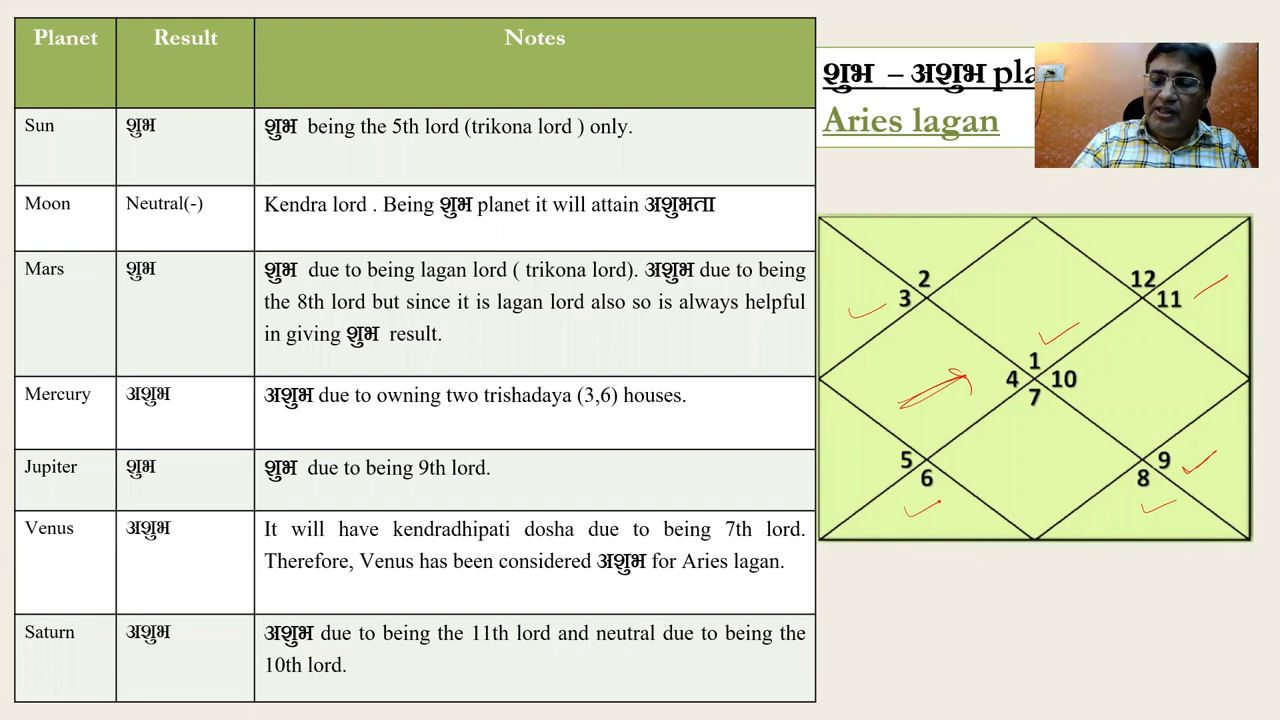 Planet Result Notes
Sun शुभ शुभ being the 5th lord (trikona lord ) only.
Moon Neutral(-) Kendra lord . Being शुभ planet it will attain अशुभता
Mars शुभ शुभ due to being lagan lord ( trikona lord). अशुभ due to being
the 8th lord but since it is lagan lord also so is always helpful
in giving शुभ result.
Mercury अशुभ अशुभ due to owning two trishadaya (3,6) houses.
Jupiter शुभ शुभ due to being 9th lord.
Venus अशुभ It will have kendradhipati dosha due to being 7th lord.
Therefore, Venus has been considered अशुभ for Aries lagan.
Saturn अशुभ अशुभ due to being the 11th lord and neutral due to being the
10th lord.
शुभ – अशुभ pla
Aries lagan
2 12
3 11
1
4 10
7
5 9
6 8